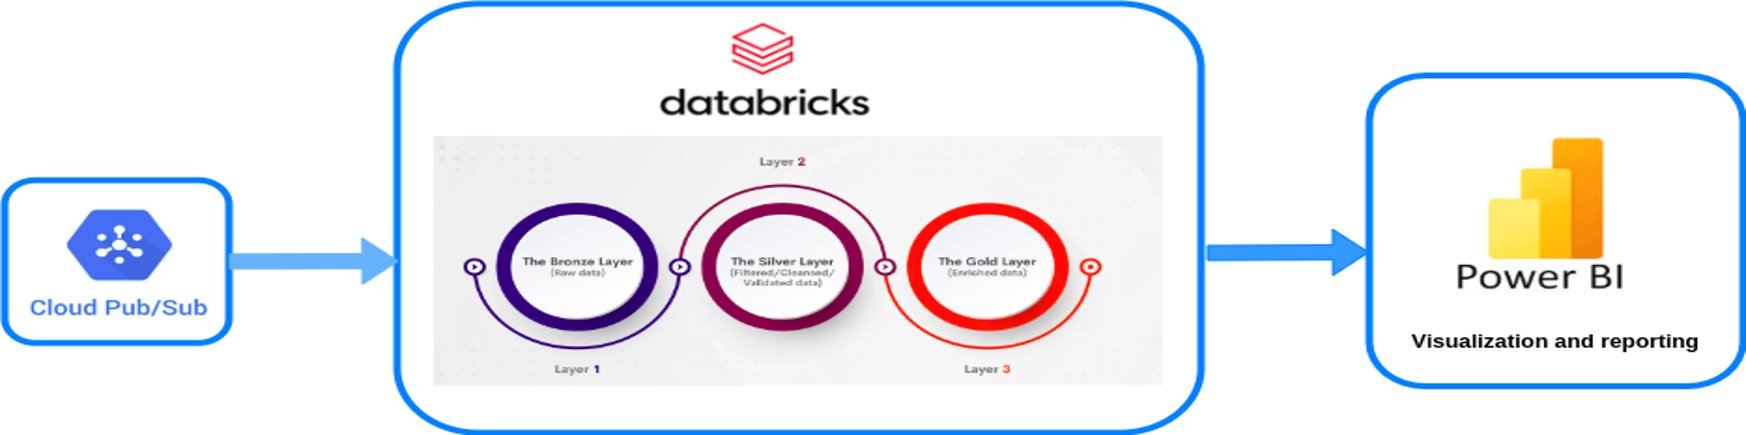 databricks
Layer 2
Cloud Pub/Sub
The Bronze Layer
(Raw data)
The Silver Layer
(Filtered/Cleansed/
Validated data)
The Gold Layer
(Enriched data)
Layer 1
Layer 3
Power BI
Visualization and reporting